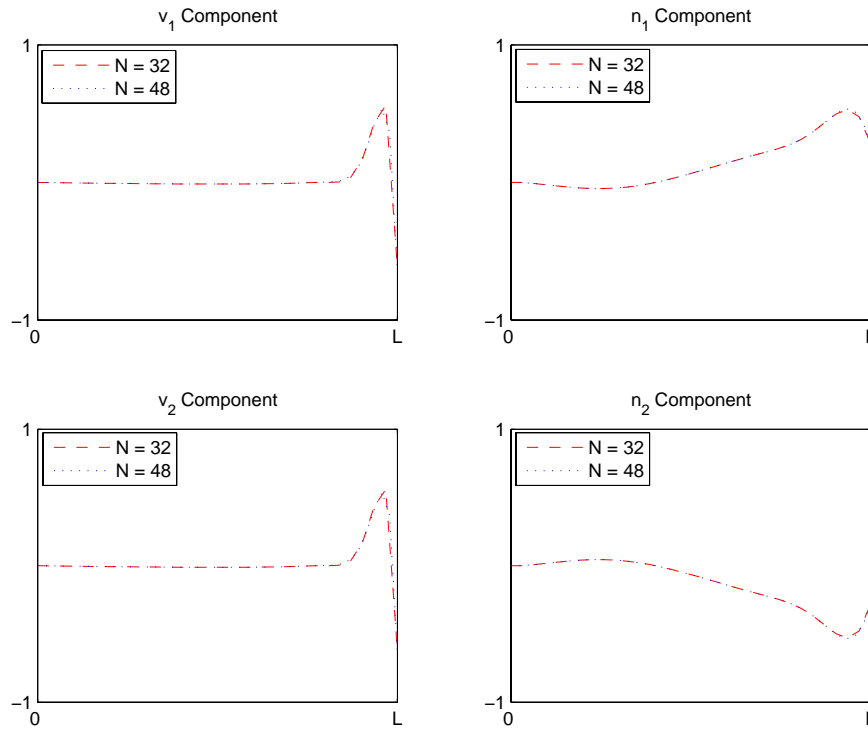 v1 Component
1
N = 32
N = 48
−1
0
L
n1 Component
1
N = 32
N = 48
−1
0
L
v2 Component
1
N = 32
N = 48
−1
0
L
n2 Component
1
N = 32
N = 48
−1
0
L